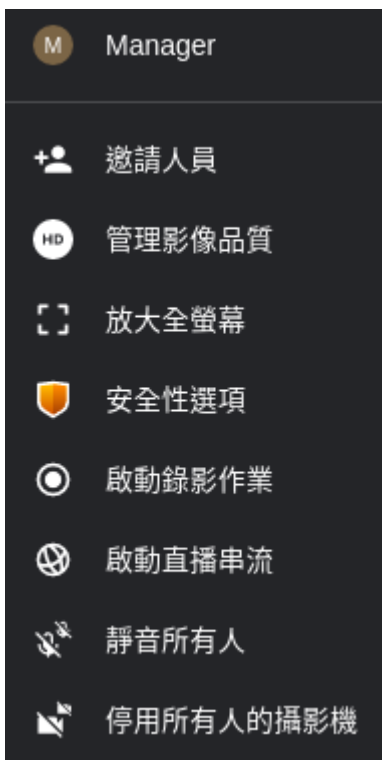 M Manager
邀請人員
HD 管理影像品質
放大全螢幕
安全性選項
啟動錄影作業
啟動直播串流
靜音所有人
停用所有人的攝影機